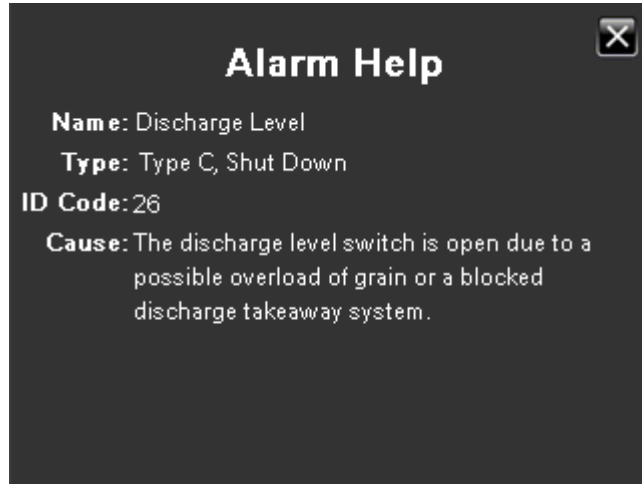 Alarm Help
Name: Discharge Level
Type: Type C, Shut Down
ID Code: 26
Cause: The discharge level switch is open due to a
possible overload of grain or a blocked
discharge takeaway system.